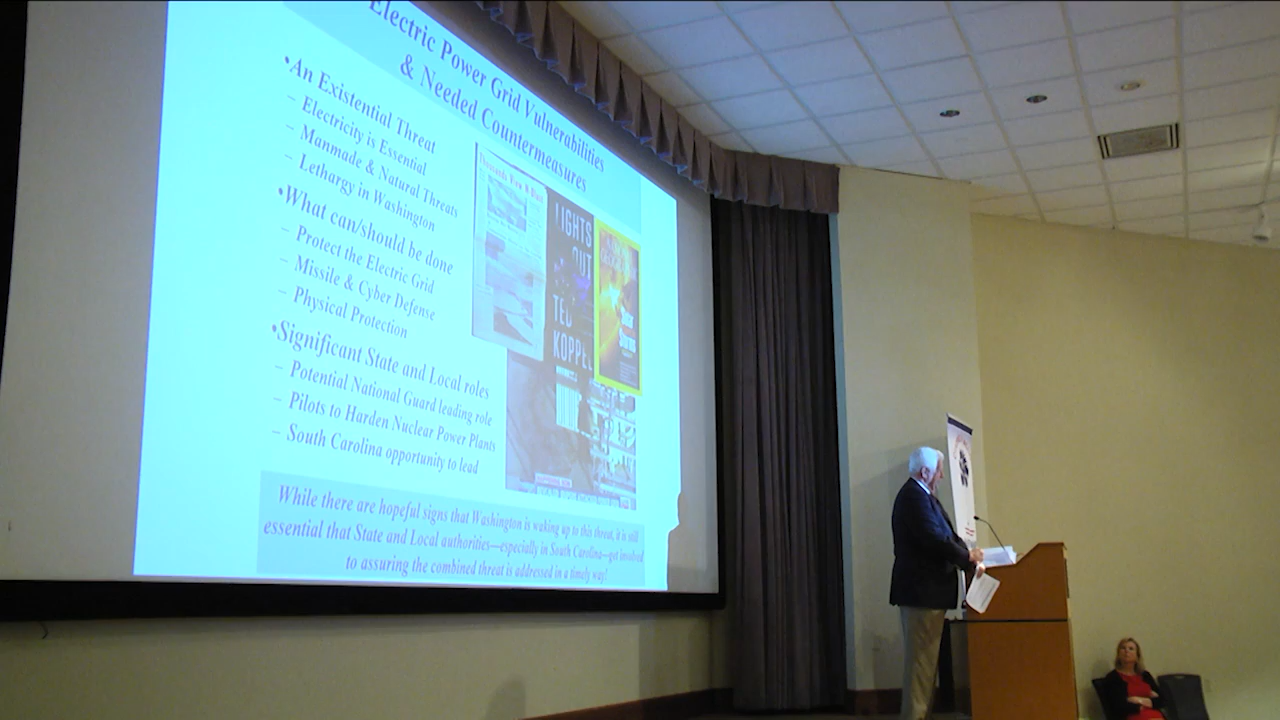 Electric Power Grid Vulnerabilities
& Needed Countermeasures
•An Existential Threat
– Electricity is Essential
– Manmade & Natural Threats
– Lethargy in Washington
•What can/should be done
– Protect the Electric Grid
– Missile & Cyber Defense
– Physical Protection
•Significant State and Local roles
– Potential National Guard leading role
– Pilots to Harden Nuclear Power Plants
– South Carolina opportunity to lead
LIGHTS
OUT
TED
KOPPEL
While there are hopeful signs that Washington is waking up to this threat, it is still
essential that State and Local authorities—especially in South Carolina—get involved
to assuring the combined threat is addressed in a timely way!